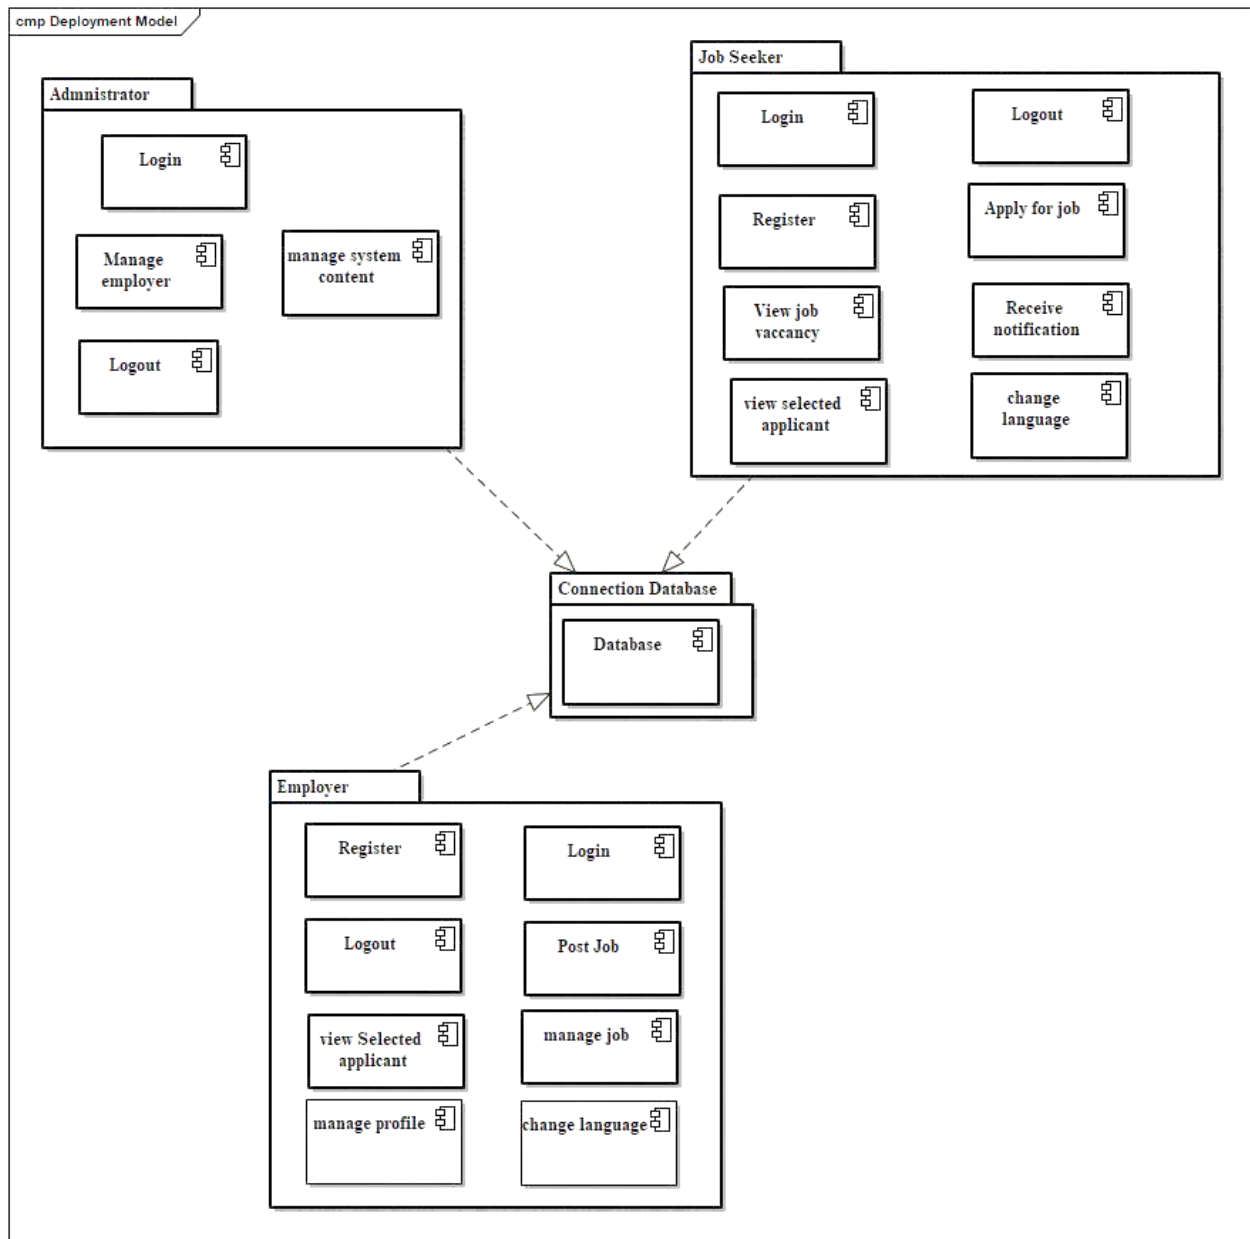 cmp Deployment Model
Admnistrator
Login
Manage
employer
manage system
content
Logout
Job Seeker
Login
Logout
Register
Apply for job
View job
vaccancy
Receive
notification
view selected
applicant
change
language
Connection Database
Database
Employer
Register
Login
Logout
Post Job
view Selected
applicant
manage job
manage profile
change language